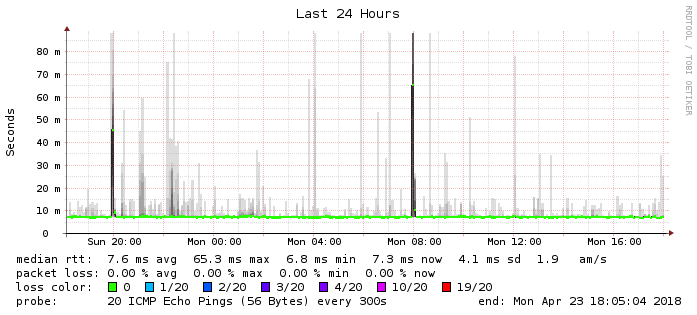 Last 24 Hours
RRDTOOL / TOBI OETIKER
Seconds
80 m
70 m
60 m
50 m
40 m
30 m
20 m
10 m
0
Sun 20:00 Mon 00:00 Mon 04:00 Mon 08:00 Mon 12:00 Mon 16:00
median rtt: 7.6 ms avg 65.3 ms max 6.8 ms min 7.3 ms now 4.1 ms sd 1.9 am/s
packet loss: 0.00 % avg 0.00 % max 0.00 % min 0.00 % now
loss color: 0 1/20 2/20 3/20 4/20 10/20 19/20
probe: 20 ICMP Echo Pings (56 Bytes) every 300s end: Mon Apr 23 18:05:04 2018